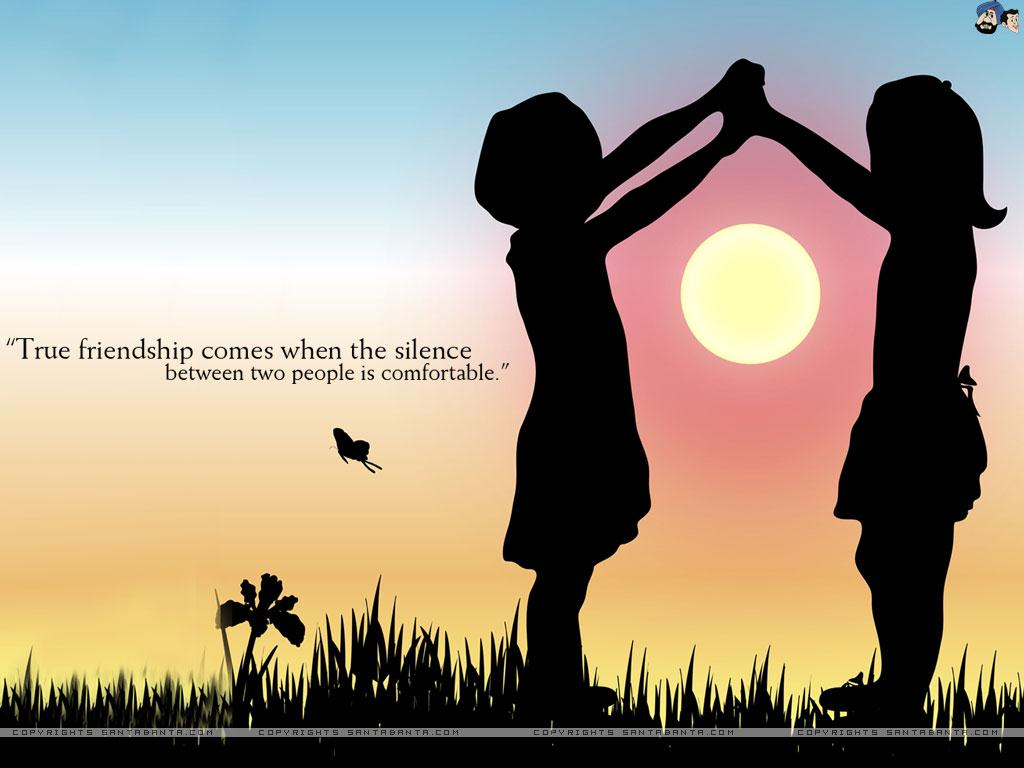 “True friendship comes when the silence
between two people is comfortable.”
COPYRIGHTS SANTABANTA.COM COPYRIGHTS SANTABANTA.COM COPYRIGHTS SANTABANTA.COM COPYRIGHTS SANTABANTA.COM